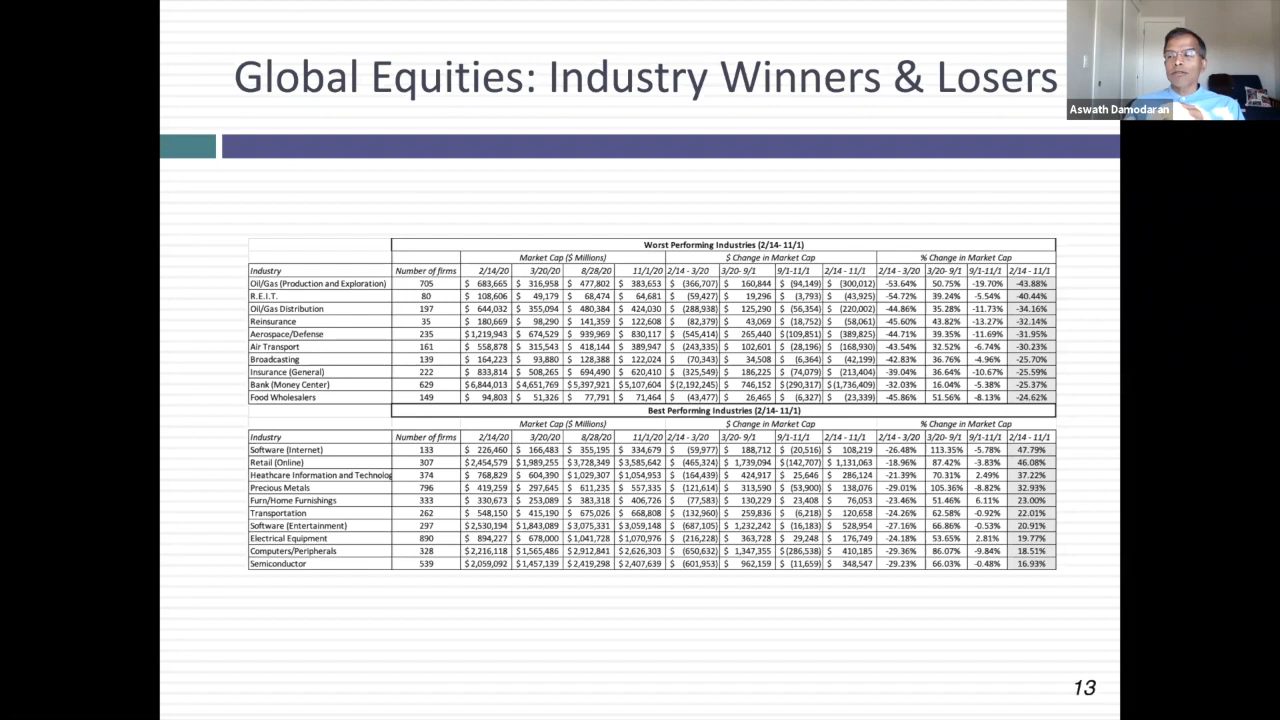 Global Equities: Industry Winners & Losers
Aswath Damodaran
Worst Performing Industries (2/14- 11/1)
Market Cap ($ Millions) $ Change in Market Cap % Change in Market Cap
Industry Number of firms 2/14/20 3/20/20 8/28/20 11/1/20 2/14 - 3/20 3/20- 9/1 9/1-11/1 2/14 - 11/1 2/14 - 3/20 3/20- 9/1 9/1-11/1 2/14 - 11/1
Oil/Gas (Production and Exploration) 705 $ 683,665 $ 316,958 $ 477,802 $ 383,653 $ (366,707) $ 160,844 $ (94,149) $ (300,012) -53.64% 50.75% -19.70% -43.88%
R.E.I.T. 80 $ 108,606 $ 49,179 $ 68,474 $ 64,681 $ (59,427) $ 19,296 $ (3,793) $ (43,925) -54.72% 39.24% -5.54% -40.44%
Oil/Gas Distribution 197 $ 644,032 $ 355,094 $ 480,384 $ 424,030 $ (288,938) $ 125,290 $ (56,354) $ (220,002) -44.86% 35.28% -11.73% -34.16%
Reinsurance 35 $ 180,669 $ 98,290 $ 141,359 $ 122,608 $ (82,379) $ 43,069 $ (18,752) $ (58,061) -45.60% 43.82% -13.27% -32.14%
Aerospace/Defense 235 $1,219,943 $ 674,529 $ 939,969 $ 830,117 $ (545,414) $ 265,440 $(109,851) $ (389,825) -44.71% 39.35% -11.69% -31.95%
Air Transport 161 $ 558,878 $ 315,543 $ 418,144 $ 389,947 $ (243,335) $ 102,601 $ (28,196) $ (168,930) -43.54% 32.52% -6.74% -30.23%
Broadcasting 139 $ 164,223 $ 93,880 $ 128,388 $ 122,024 $ (70,343) $ 34,508 $ (6,364) $ (42,199) -42.83% 36.76% -4.96% -25.70%
Insurance (General) 222 $ 833,814 $ 508,265 $ 694,490 $ 620,410 $ (325,549) $ 186,225 $ (74,079) $ (213,404) -39.04% 36.64% -10.67% -25.59%
Bank (Money Center) 629 $6,844,013 $4,651,769 $5,397,921 $5,107,604 $(2,192,245) $ 746,152 $(290,317) $(1,736,409) -32.03% 16.04% -5.38% -25.37%
Food Wholesalers 149 $ 94,803 $ 51,326 $ 77,791 $ 71,464 $ (43,477) $ 26,465 $ (6,327) $ (23,339) -45.86% 51.56% -8.13% -24.62%
Best Performing Industries (2/14- 11/1)
Market Cap ($ Millions) $ Change in Market Cap % Change in Market Cap
Industry Number of firms 2/14/20 3/20/20 8/28/20 11/1/20 2/14 - 3/20 3/20- 9/1 9/1-11/1 2/14 - 11/1 2/14 - 3/20 3/20- 9/1 9/1-11/1 2/14 - 11/1
Software (Internet) 133 $ 226,460 $ 166,483 $ 355,195 $ 334,679 $ (59,977) $ 188,712 $ (20,516) $ 108,219 -26.48% 113.35% -5.78% 47.79%
Retail (Online) 307 $2,454,579 $1,989,255 $3,728,349 $3,585,642 $ (465,324) $1,739,094 $(142,707) $1,131,063 -18.96% 87.42% -3.83% 46.08%
Heathcare Information and Technolog 374 $ 768,829 $ 604,390 $1,029,307 $1,054,953 $ (164,439) $ 424,917 $ 25,646 $ 286,124 -21.39% 70.31% 2.49% 37.22%
Precious Metals 796 $ 419,259 $ 297,645 $ 611,235 $ 557,335 $ (121,614) $ 313,590 $ (53,900) $ 138,076 -29.01% 105.36% -8.82% 32.93%
Furn/Home Furnishings 333 $ 330,673 $ 253,089 $ 383,318 $ 406,726 $ (77,583) $ 130,229 $ 23,408 $ 76,053 -23.46% 51.46% 6.11% 23.00%
Transportation 262 $ 548,150 $ 415,190 $ 675,026 $ 668,808 $ (132,960) $ 259,836 $ (6,218) $ 120,658 -24.26% 62.58% -0.92% 22.01%
Software (Entertainment) 297 $2,530,194 $1,843,089 $3,075,331 $3,059,148 $ (687,105) $1,232,242 $ (16,183) $ 528,954 -27.16% 66.86% -0.53% 20.91%
Electrical Equipment 890 $ 894,227 $ 678,000 $1,041,728 $1,070,976 $ (216,228) $ 363,728 $ 29,248 $ 176,749 -24.18% 53.65% 2.81% 19.77%
Computers/Peripherals 328 $2,216,118 $1,565,486 $2,912,841 $2,626,303 $ (650,632) $1,347,355 $(286,538) $ 410,185 -29.36% 86.07% -9.84% 18.51%
Semiconductor 539 $2,059,092 $1,457,139 $2,419,298 $2,407,639 $ (601,953) $ 962,159 $ (11,659) $ 348,547 -29.23% 66.03% -0.48% 16.93%
13